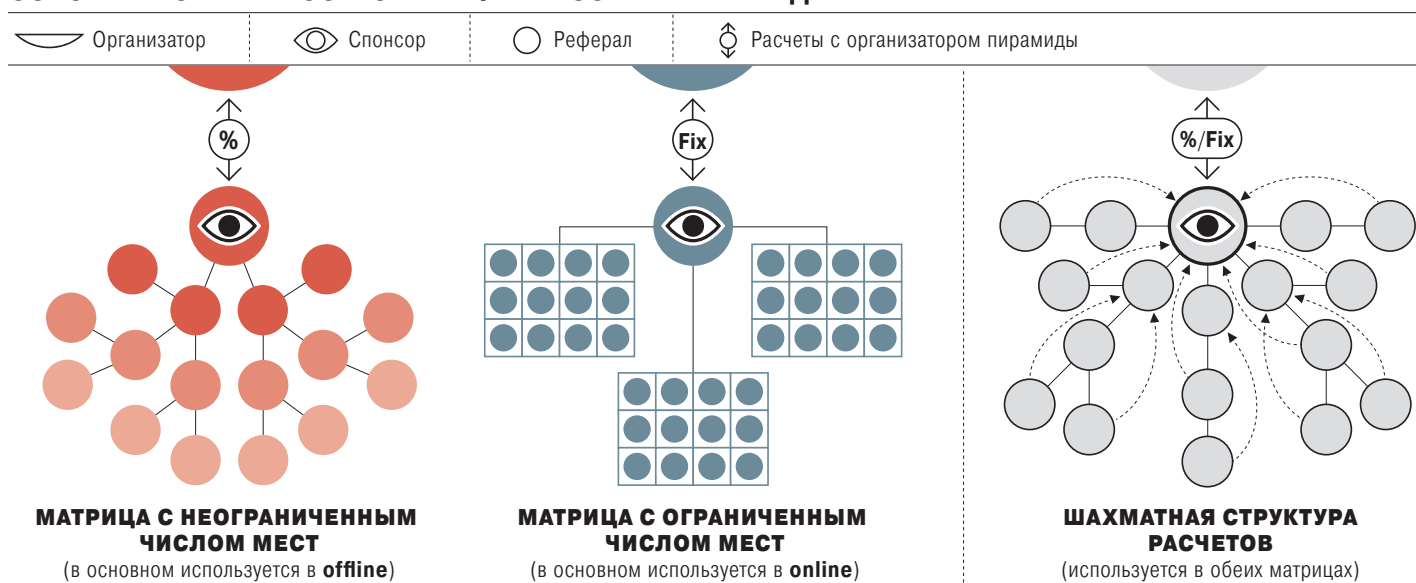 Организатор
Спонсор
Реферал
Расчеты с организатором пирамиды
%
Fix
%/Fix
МАТРИЦА С НЕОГРАНИЧЕННЫМ
ЧИСЛОМ МЕСТ
(в основном используется в offline)
МАТРИЦА С ОГРАНИЧЕННЫМ
ЧИСЛОМ МЕСТ
(в основном используется в online)
ШАХМАТНАЯ СТРУКТУРА
РАСЧЕТОВ
(используется в обеих матрицах)